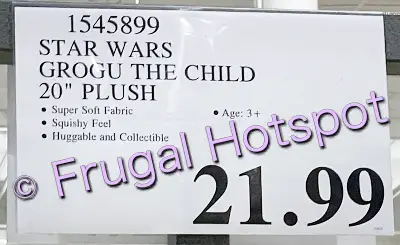 1545899
STAR WARS
GROGU THE CHILD
20" PLUSH
• Super Soft Fabric
• Squishy Feel
• Huggable and Collectible
• Age: 3+
© Frugal Hotspot
21.99